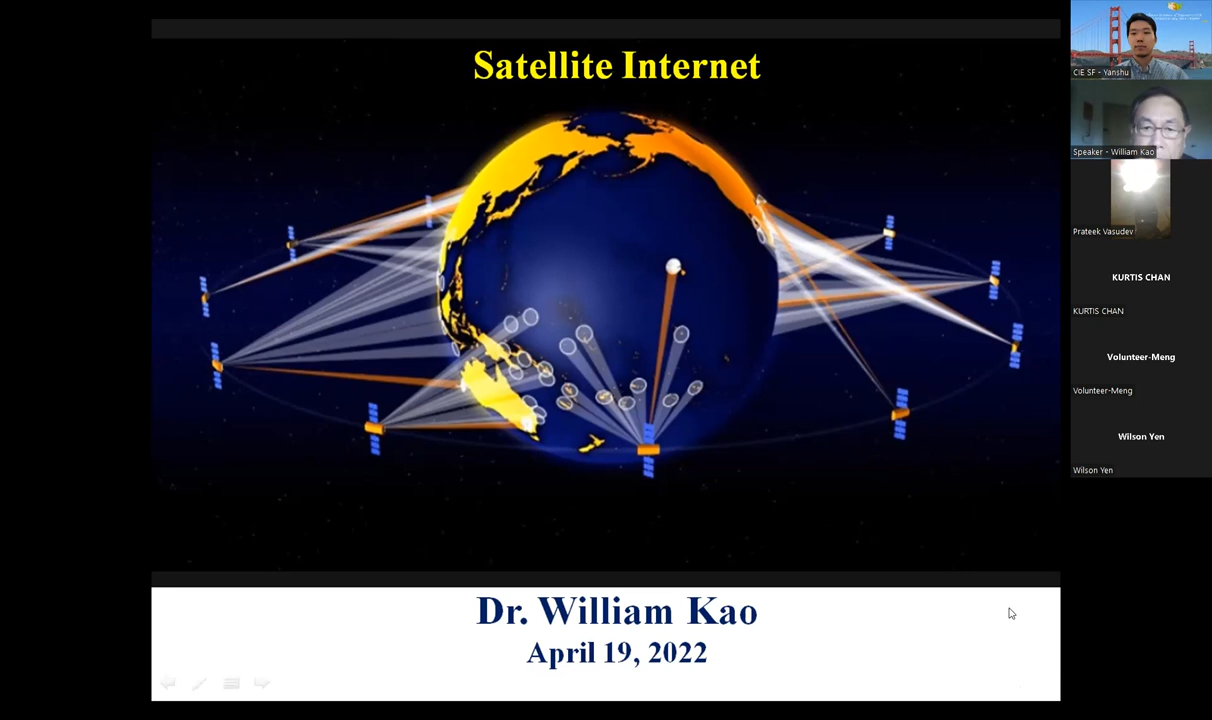 Satellite Internet
Dr. William Kao
April 19, 2022
CIE SF - Yanshu
Speaker - William Kao
Prateek Vasudev
KURTIS CHAN
KURTIS CHAN
Volunteer-Meng
Volunteer-Meng
Wilson Yen
Wilson Yen